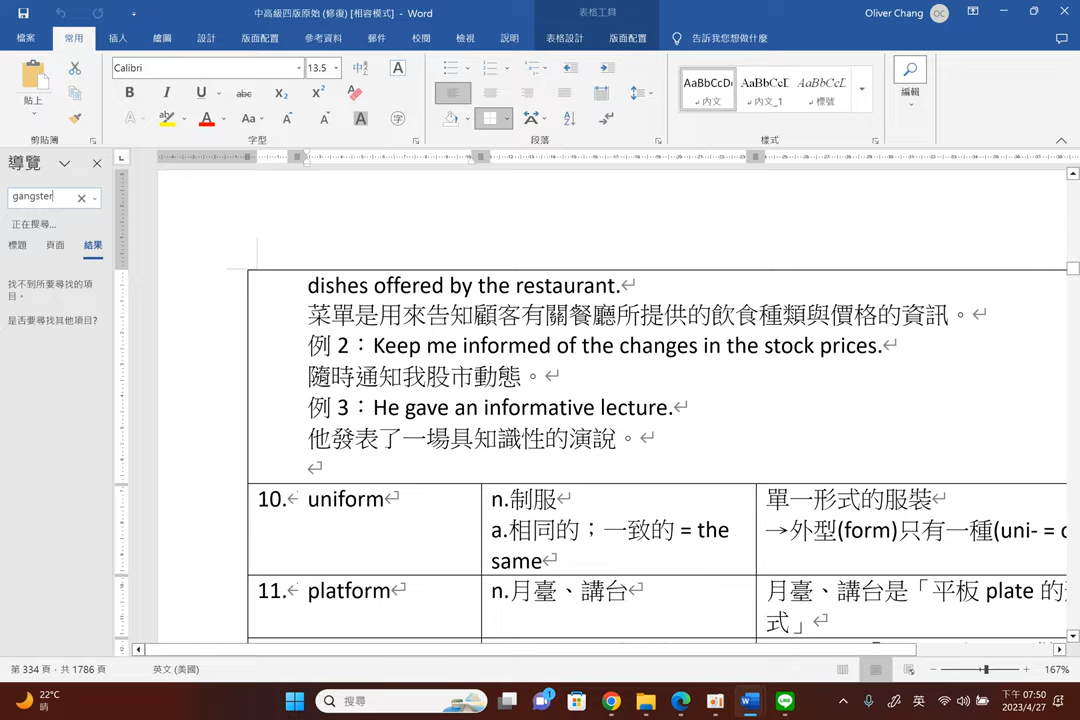 中高級四版原始 (修復) [相容模式] - Word
表格工具
Oliver Chang
OC
檔案
常用
插入
繪圖
設計
版面配置
參考資料
郵件
校閱
檢視
說明
表格設計
版面配置
告訴我您想做什麼
貼上
剪貼簿
Calibri
13.5
字型
段落
AaBbCcDı
AaBbCcI
AaBbCcL
內文
內文_1
標號
樣式
編輯
導覽
gangster
正在搜尋...
標題
頁面
結果
找不到所要尋找的項
目。
是否要尋找其他項目?
dishes offered by the restaurant.
菜單是用來告知顧客有關餐廳所提供的飲食種類與價格的資訊。
例 2：Keep me informed of the changes in the stock prices.
隨時通知我股市動態。
例 3：He gave an informative lecture.
他發表了一場具知識性的演說。
10. uniform
n.制服
a.相同的；一致的 = the
same
單一形式的服裝
→外型(form)只有一種(uni- =
11. platform
n.月臺、講台
月臺、講台是「平板 plate 的
式」
第 334 頁，共 1786 頁
英文 (美國)
167%
22°C
晴
搜尋
1
英
下午 07:50
2023/4/27